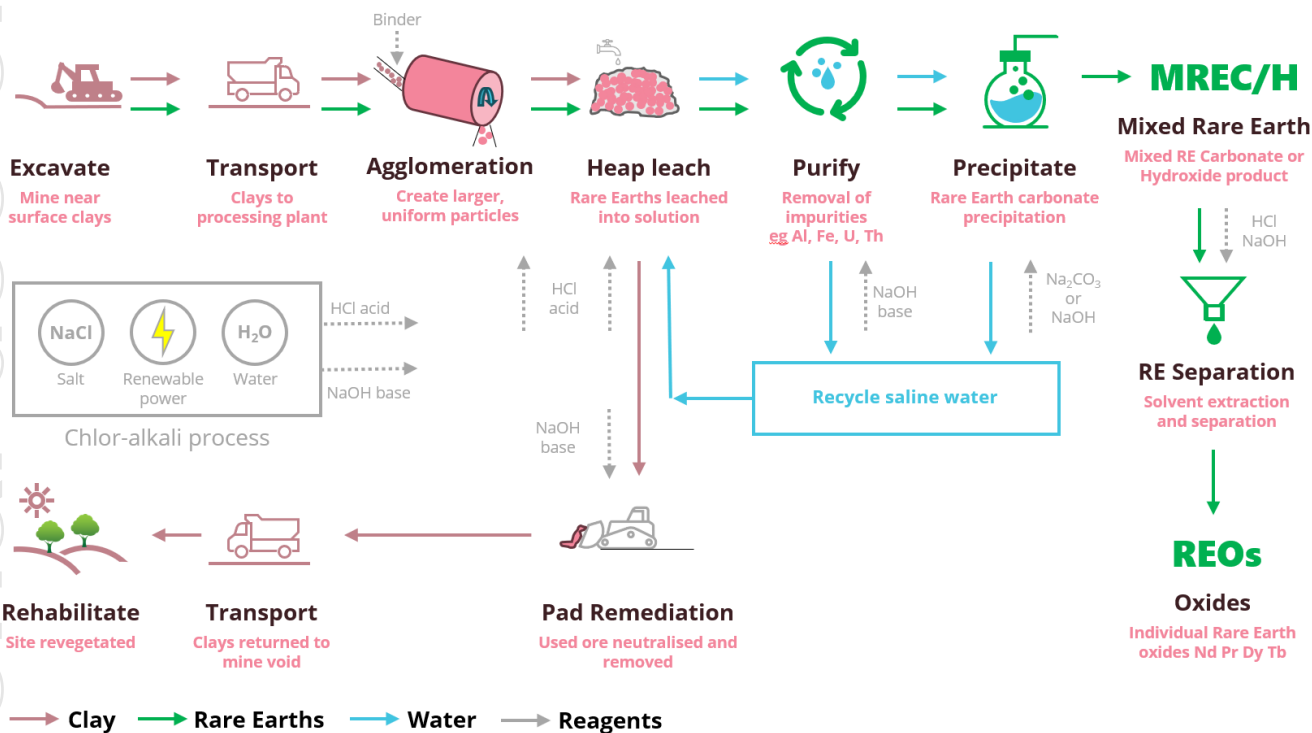 Binder
MREC/H
Mixed Rare Earth
Mixed RE Carbonate or
Hydroxide product
Excavate
Mine near
surface clays
Transport
Clays to
processing plant
Agglomeration
Create larger,
uniform particles
Heap leach
Rare Earths leached
into solution
Purify
Removal of
impurities
eg Al, Fe, U, Th
Precipitate
Rare Earth carbonate
precipitation
HCl
NaOH
NaCl
Salt
Renewable
power
H₂O
Water
Chlor-alkali process
HCl acid
NaOH base
HCl
acid
NaOH
base
Na₂CO₃
or
NaOH
Recycle saline water
RE Separation
Solvent extraction
and separation
NaOH
base
REOs
Oxides
Individual Rare Earth
oxides Nd Pr Dy Tb
Rehabilitate
Site revegetated
Transport
Clays returned to
mine void
Pad Remediation
Used ore neutralised and
removed
Clay
Rare Earths
Water
Reagents